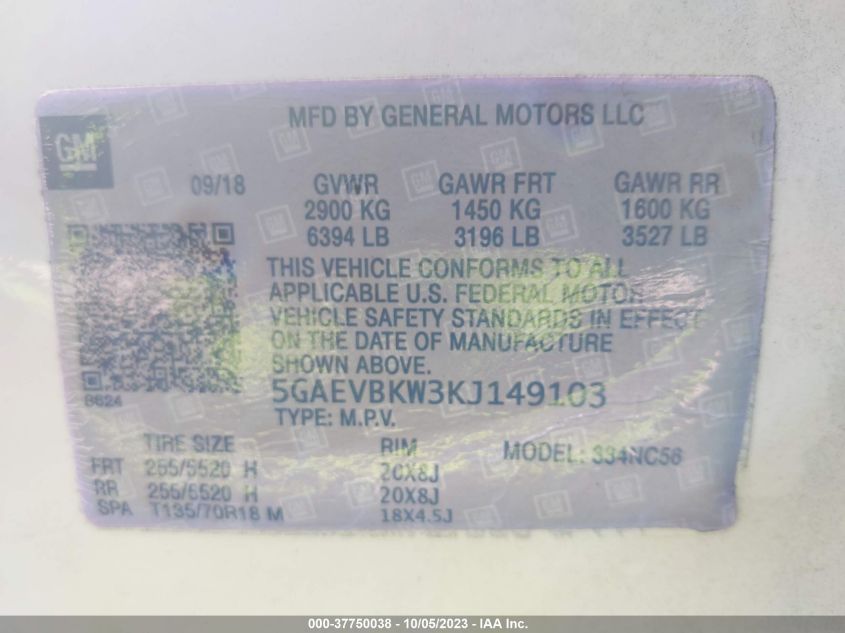 MFD BY GENERAL MOTORS LLC
GM
09/18 GVWR GAWR FRT GAWR RR
2900 KG 1450 KG 1600 KG
6394 LB 3196 LB 3527 LB
THIS VEHICLE CONFORMS TO ALL
APPLICABLE U.S. FEDERAL MOTOR
VEHICLE SAFETY STANDARDS IN EFFECT
ON THE DATE OF MANUFACTURE
SHOWN ABOVE.
5GAEVBKW3KJ149103
TYPE: M.P.V.
TIRE SIZE RIM MODEL: 334NC56
FRT 255/5520 H 20X8J
RR 255/5520 H 20X8J
SPA T135/70R18 M 18X4.5J
000-37750038 - 10/05/2023 - IAA Inc.